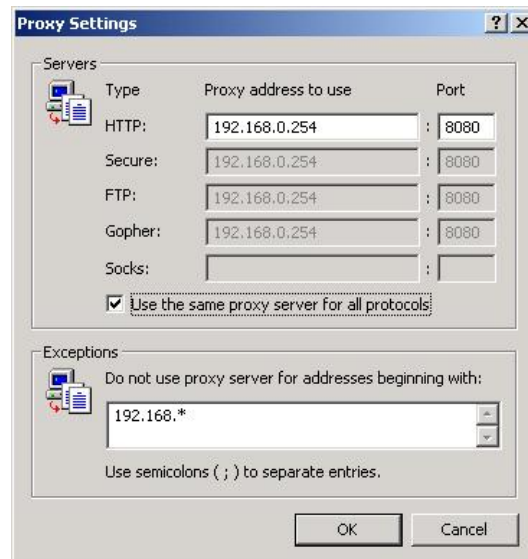 Proxy Settings
Servers
Type Proxy address to use Port
HTTP: 192.168.0.254 : 8080
Secure: 192.168.0.254 : 8080
FTP: 192.168.0.254 : 8080
Gopher: 192.168.0.254 : 8080
Socks: :
Use the same proxy server for all protocols
Exceptions
Do not use proxy server for addresses beginning with:
192.168.*
Use semicolons ( ; ) to separate entries.
OK Cancel